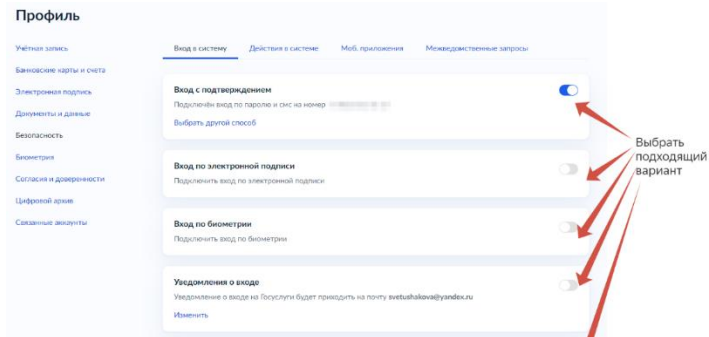 Профиль
Учётная запись
Банковские карты и счета
Электронная подпись
Документы и данные
Безопасность
Биометрия
Согласия и доверенности
Цифровой архив
Связанные аккаунты
Вход в систему Действия в системе Моб. приложения Межведомственные запросы
Вход с подтверждением
Подключён вход по паролю и смс на номер
Выбрать другой способ
Вход по электронной подписи
Подключить вход по электронной подписи
Вход по биометрии
Подключить вход по биометрии
Уведомления о входе
Уведомление о входе на Госуслуги будет приходить на почту svetushakova@yandex.ru
Изменить
Выбрать
подходящий
вариант